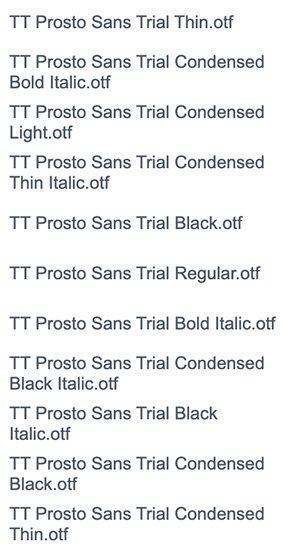 TT Prosto Sans Trial Thin.otf
TT Prosto Sans Trial Condensed
Bold Italic.otf
TT Prosto Sans Trial Condensed
Light.otf
TT Prosto Sans Trial Condensed
Thin Italic.otf
TT Prosto Sans Trial Black.otf
TT Prosto Sans Trial Regular.otf
TT Prosto Sans Trial Bold Italic.otf
TT Prosto Sans Trial Condensed
Black Italic.otf
TT Prosto Sans Trial Black
Italic.otf
TT Prosto Sans Trial Condensed
Black.otf
TT Prosto Sans Trial Condensed
Thin.otf